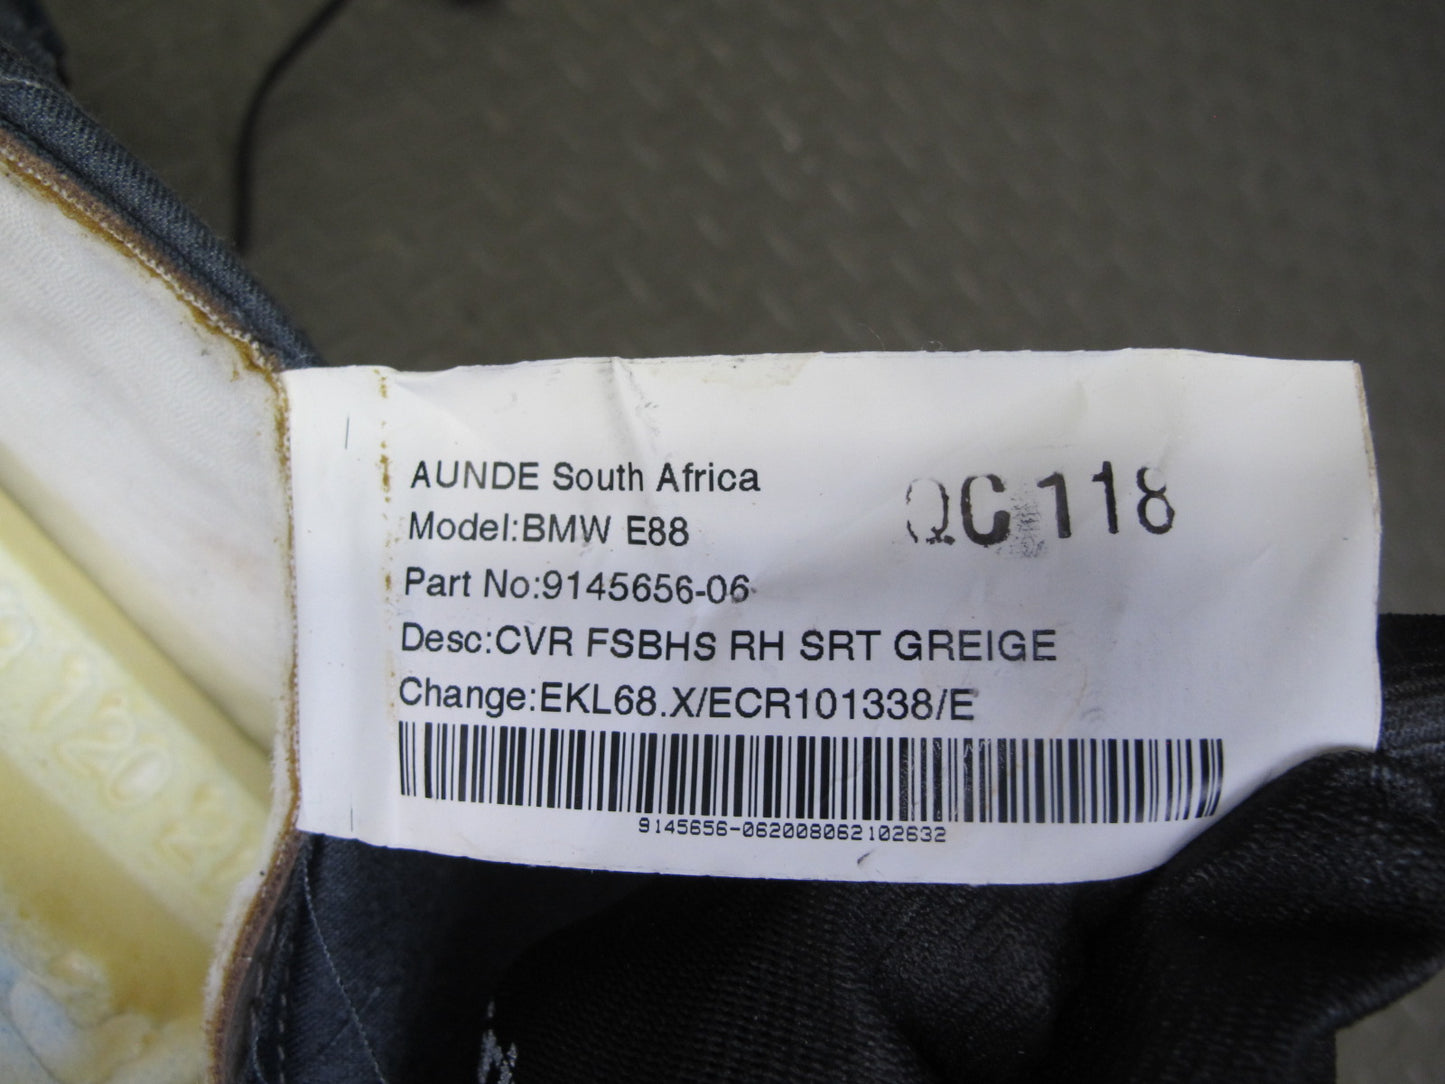 AUNDE South Africa
QC 118
Model:BMW E88
Part No:9145656-06
Desc:CVR FSBHS RH SRT GREIGE
Change:EKL68.X/ECR101338/E
9145656-062008062102632
120